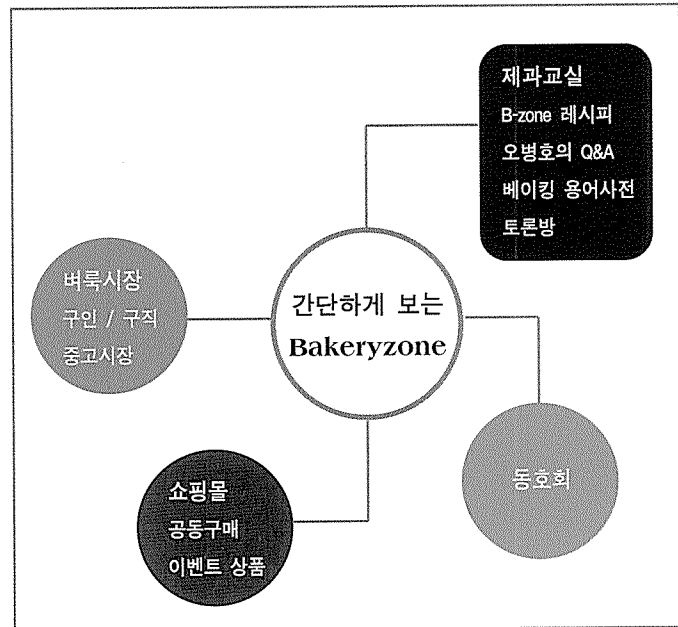 제과교실
B-zone 레시피
오병호의 Q&A
베이킹 용어사전
토론방
벼룩시장
구인 / 구직
중고시장
간단하게 보는
Bakeryzone
동호회
쇼핑몰
공동구매
이벤트 상품